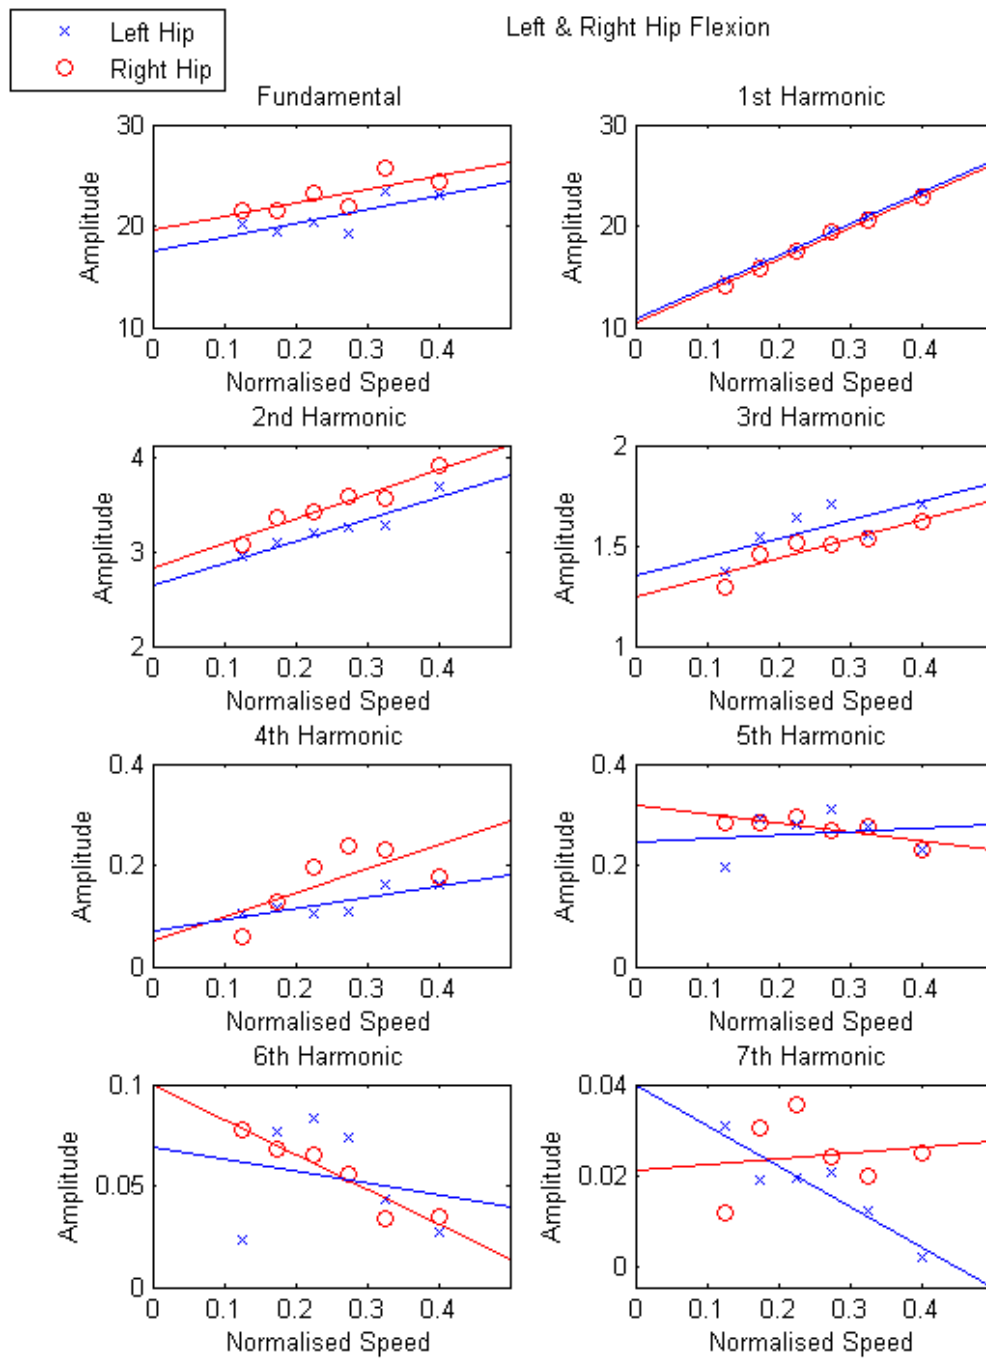 Left & Right Hip Flexion
Left Hip
Right Hip
Fundamental
30
20
10
Amplitude
0 0.1 0.2 0.3 0.4
Normalised Speed
1st Harmonic
30
20
10
Amplitude
0 0.1 0.2 0.3 0.4
Normalised Speed
2nd Harmonic
4
3
2
Amplitude
0 0.1 0.2 0.3 0.4
Normalised Speed
3rd Harmonic
2
1.5
1
Amplitude
0 0.1 0.2 0.3 0.4
Normalised Speed
4th Harmonic
0.4
0.2
0
Amplitude
0 0.1 0.2 0.3 0.4
Normalised Speed
5th Harmonic
0.4
0.2
0
Amplitude
0 0.1 0.2 0.3 0.4
Normalised Speed
6th Harmonic
0.1
0.05
0
Amplitude
0 0.1 0.2 0.3 0.4
Normalised Speed
7th Harmonic
0.04
0.02
0
Amplitude
0 0.1 0.2 0.3 0.4
Normalised Speed